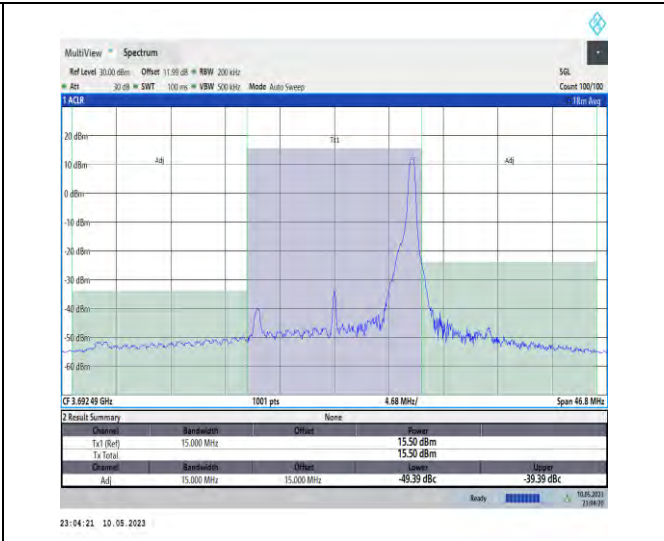 MultiView Spectrum
Ref Level 30.00 dBm Offset 11.99 dB RBW 200 kHz SGL
Att 30 dB SWT 100 ms VBW 500 kHz Mode Auto Sweep Count 100/100
1 ACLR 1Rm Avg
Tx1
20 dBm
Adj Adj
10 dBm
0 dBm
-10 dBm
-20 dBm
-30 dBm
-40 dBm
-50 dBm
-60 dBm
CF 3.69249 GHz 1001 pts 4.68 MHz/ Span 46.8 MHz
2 Result Summary None
Channel Bandwidth Offset Power
Tx1 (Ref) 15.000 MHz 15.50 dBm
Tx Total 15.50 dBm
Channel Bandwidth Offset Lower Upper
Adj 15.000 MHz 15.000 MHz -49.39 dBc -39.39 dBc
Ready 10.05.2023
23:04:20
23:04:21 10.05.2023